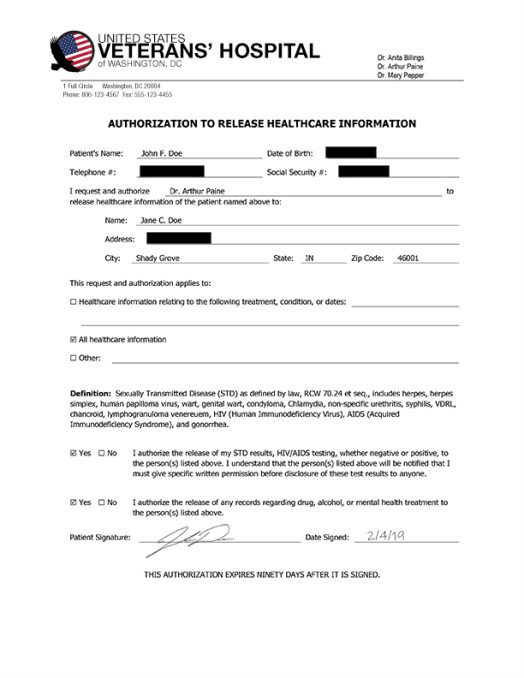 UNITED STATES
VETERANS' HOSPITAL
of WASHINGTON, DC
Dr. Anita Billings
Dr. Arthur Paine
Dr. Mary Pepper
1 Full Circle Washington, DC 20004
Phone: 800-123-4567 Fax: 555-123-4455
AUTHORIZATION TO RELEASE HEALTHCARE INFORMATION
Patient's Name: John F. Doe Date of Birth:
Telephone #: Social Security #:
I request and authorize Dr. Arthur Paine to
release healthcare information of the patient named above to:
Name: Jane C. Doe
Address:
City: Shady Grove State: IN Zip Code: 46001
This request and authorization applies to:
☐ Healthcare information relating to the following treatment, condition, or dates:
☑ All healthcare information
☐ Other:
Definition: Sexually Transmitted Disease (STD) as defined by law, RCW 70.24 et seq., includes herpes, herpes
simplex, human papilloma virus, wart, genital wart, condyloma, Chlamydia, non-specific urethritis, syphilis, VDRL,
chancroid, lymphogranuloma venereuem, HIV (Human Immunodeficiency Virus), AIDS (Acquired
Immunodeficiency Syndrome), and gonorrhea.
☑ Yes ☐ No I authorize the release of my STD results, HIV/AIDS testing, whether negative or positive, to
the person(s) listed above. I understand that the person(s) listed above will be notified that I
must give specific written permission before disclosure of these test results to anyone.
☑ Yes ☐ No I authorize the release of any records regarding drug, alcohol, or mental health treatment to
the person(s) listed above.
Patient Signature: Date Signed: 2/4/19
THIS AUTHORIZATION EXPIRES NINETY DAYS AFTER IT IS SIGNED.